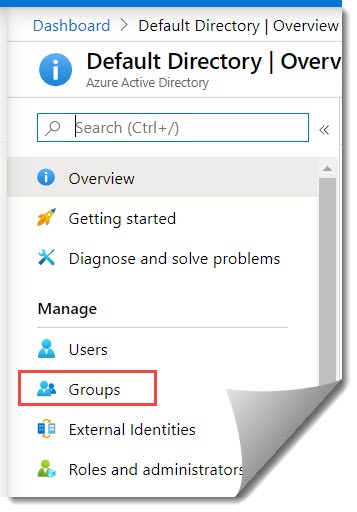 Dashboard > Default Directory | Overview
Default Directory | Overv
Azure Active Directory
Search (Ctrl+/)
«
Overview
Getting started
Diagnose and solve problems
Manage
Users
Groups
External Identities
Roles and administrators